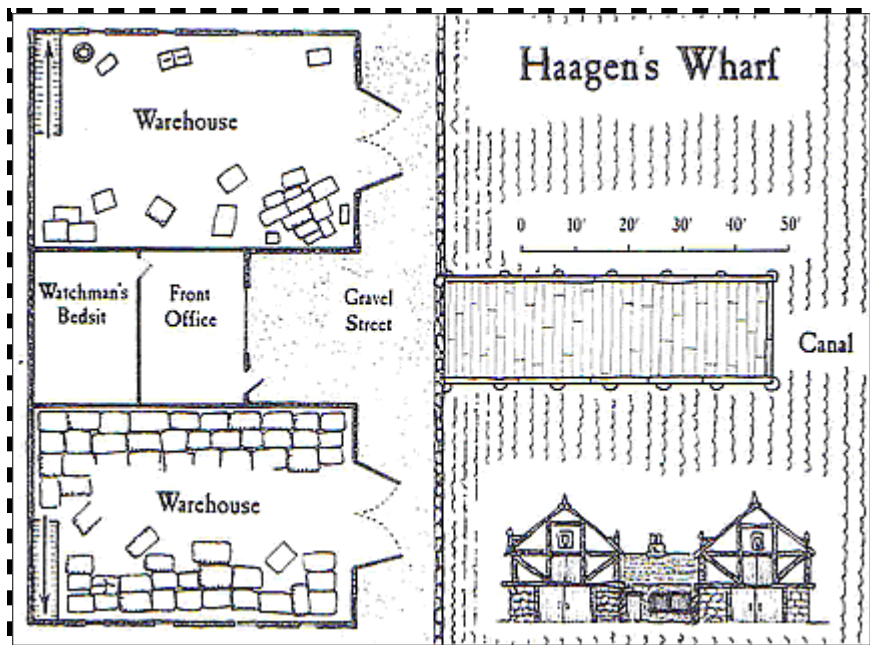 Haagen's Wharf
Warehouse
0 10' 20' 30' 40' 50'
Watchman's
Bedsit
Front
Office
Gravel
Street
Canal
Warehouse